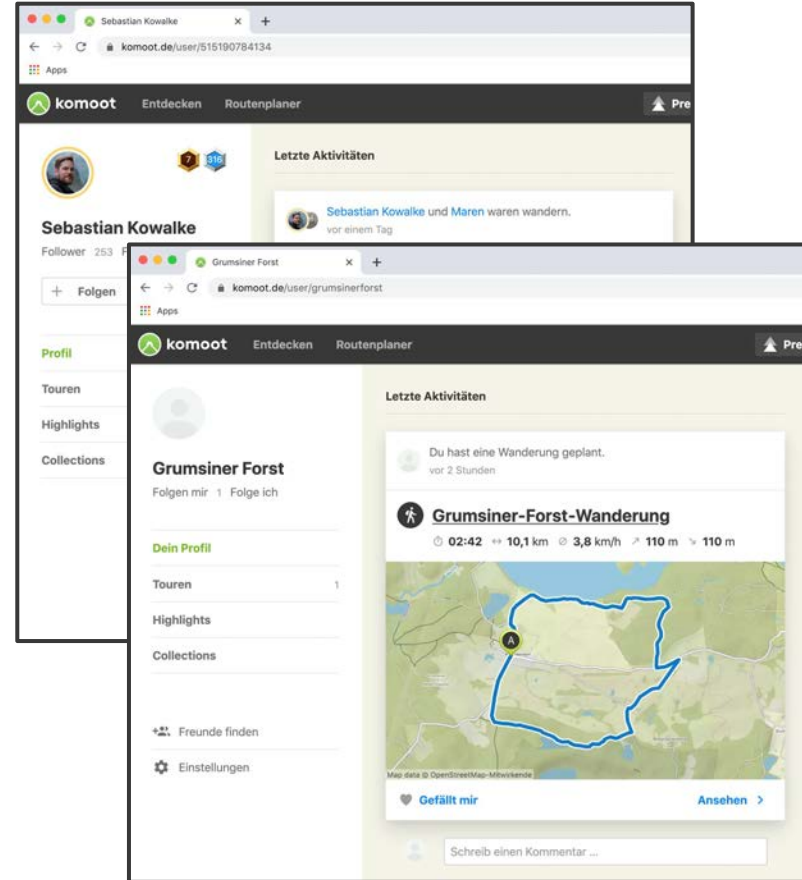 Sebastian Kowalke
komoot.de/user/515190784134
Apps
komoot Entdecken Routenplaner Pre
7 316
Letzte Aktivitäten
Sebastian Kowalke und Maren waren wandern.
vor einem Tag
Sebastian Kowalke
Follower 253 F
+ Folgen
Profil
Touren
Highlights
Collections
Grumsiner Forst
komoot.de/user/grumsinerforst
Apps
komoot Entdecken Routenplaner Pre
Letzte Aktivitäten
Du hast eine Wanderung geplant.
vor 2 Stunden
Grumsiner Forst
Folgen mir 1 Folge ich
Grumsiner-Forst-Wanderung
02:42 10,1 km 3,8 km/h 110 m 110 m
Dein Profil
Touren 1
Highlights
Collections
A
Freunde finden
Einstellungen
Map data © OpenStreetMap-Mitwirkende
Gefällt mir Ansehen
Schreib einen Kommentar ...